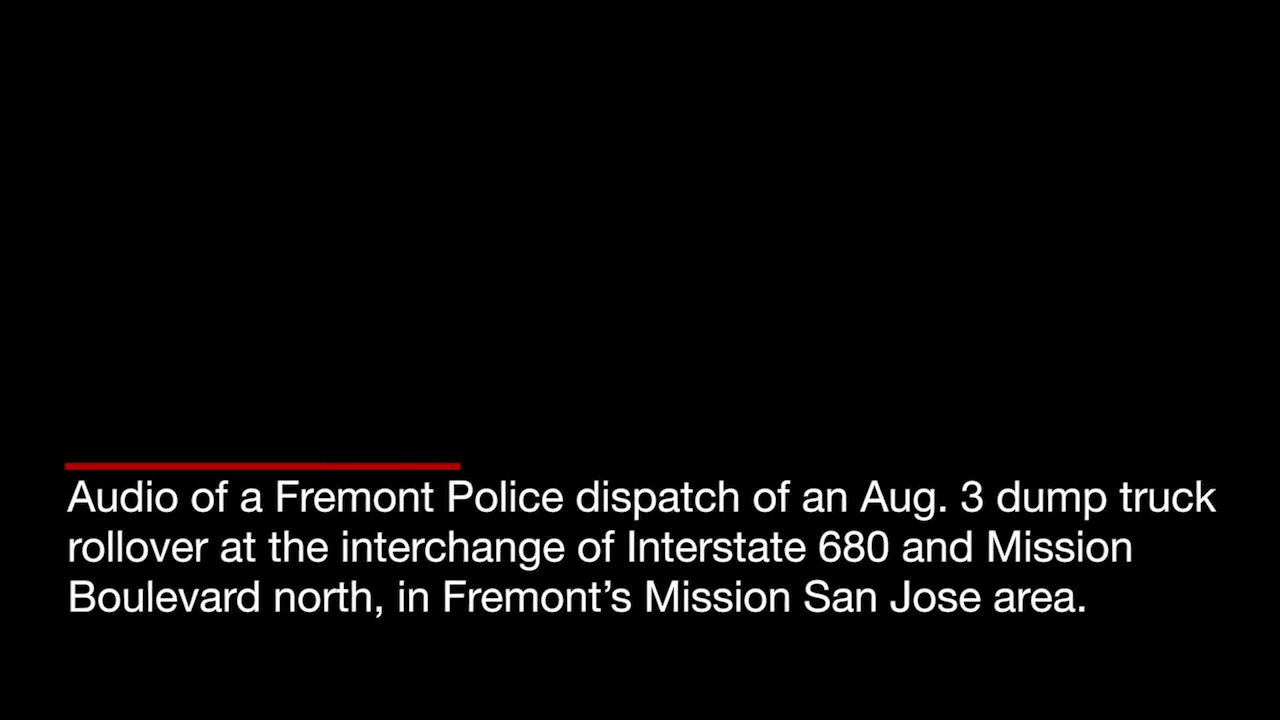 Audio of a Fremont Police dispatch of an Aug. 3 dump truck
rollover at the interchange of Interstate 680 and Mission
Boulevard north, in Fremont’s Mission San Jose area.